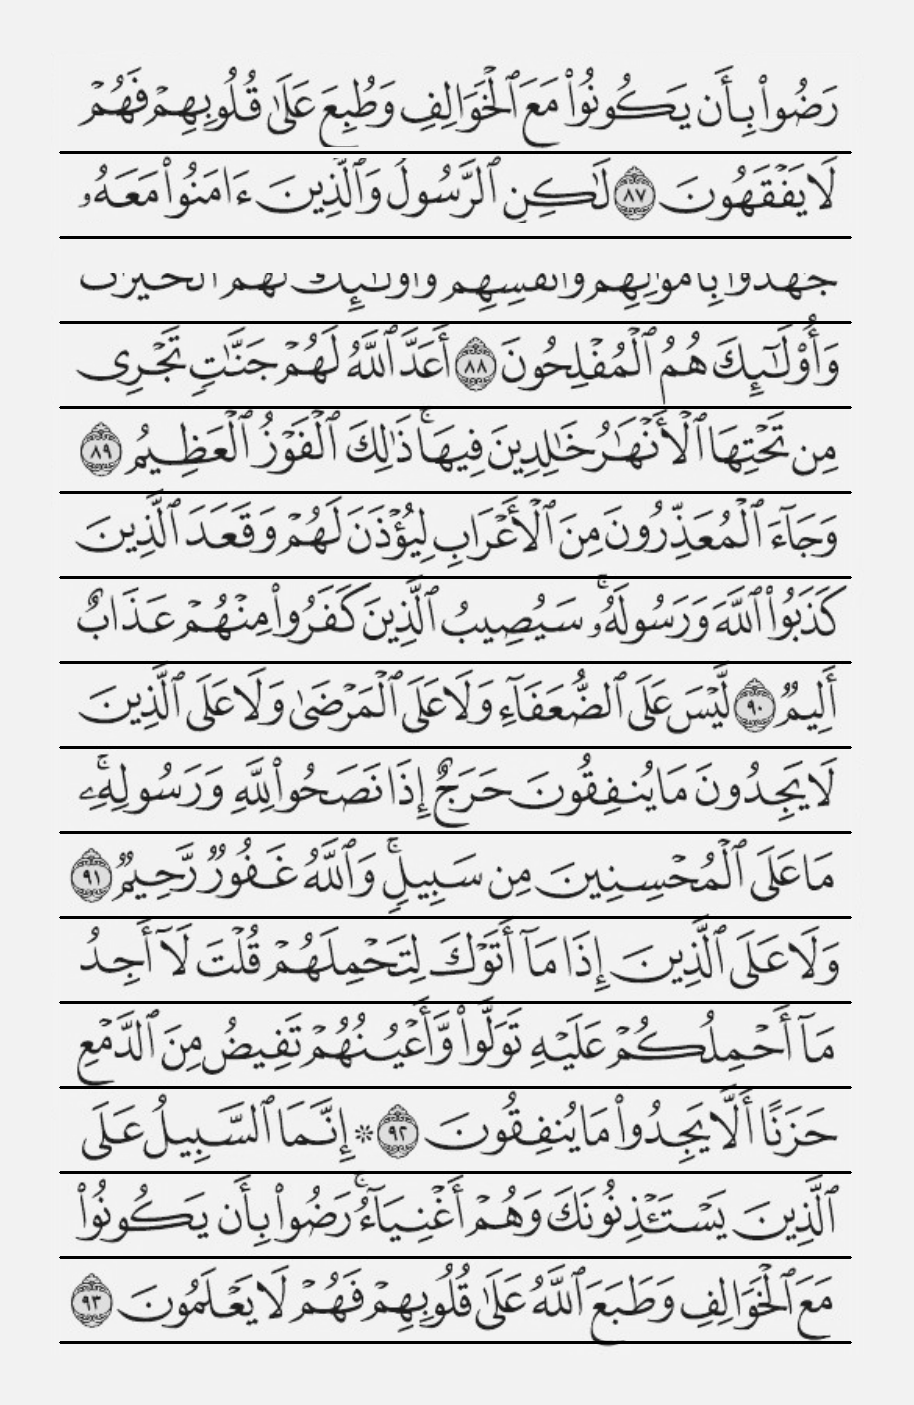 رَضُوا۟ بِأَن يَكُونُوا۟ مَعَ ٱلْخَوَالِفِ وَطُبِعَ عَلَىٰ قُلُوبِهِمْ فَهُمْ
لَا يَفْقَهُونَ ٨٧ لَٰكِنِ ٱلرَّسُولُ وَٱلَّذِينَ ءَامَنُوا۟ مَعَهُۥ
جَٰهَدُوا۟ بِأَمْوَٰلِهِمْ وَأَنفُسِهِمْ وَأُو۟لَٰٓئِكَ لَهُمُ ٱلْخَيْرَٰتُ
وَأُو۟لَٰٓئِكَ هُمُ ٱلْمُفْلِحُونَ ٨٨ أَعَدَّ ٱللَّهُ لَهُمْ جَنَّٰتٍ تَجْرِى
مِن تَحْتِهَا ٱلْأَنْهَٰرُ خَٰلِدِينَ فِيهَا ۚ ذَٰلِكَ ٱلْفَوْزُ ٱلْعَظِيمُ ٨٩
وَجَآءَ ٱلْمُعَذِّرُونَ مِنَ ٱلْأَعْرَابِ لِيُؤْذَنَ لَهُمْ وَقَعَدَ ٱلَّذِينَ
كَذَبُوا۟ ٱللَّهَ وَرَسُولَهُۥ ۚ سَيُصِيبُ ٱلَّذِينَ كَفَرُوا۟ مِنْهُمْ عَذَابٌ
أَلِيمٌ ٩٠ لَّيْسَ عَلَى ٱلضُّعَفَآءِ وَلَا عَلَى ٱلْمَرْضَىٰ وَلَا عَلَى ٱلَّذِينَ
لَا يَجِدُونَ مَا يُنفِقُونَ حَرَجٌ إِذَا نَصَحُوا۟ لِلَّهِ وَرَسُولِهِۦ ۚ
مَا عَلَى ٱلْمُحْسِنِينَ مِن سَبِيلٍ ۚ وَٱللَّهُ غَفُورٌ رَّحِيمٌ ٩١
وَلَا عَلَى ٱلَّذِينَ إِذَا مَآ أَتَوْكَ لِتَحْمِلَهُمْ قُلْتَ لَآ أَجِدُ
مَآ أَحْمِلُكُمْ عَلَيْهِ تَوَلَّوا۟ وَّأَعْيُنُهُمْ تَفِيضُ مِنَ ٱلدَّمْعِ
حَزَنًا أَلَّا يَجِدُوا۟ مَا يُنفِقُونَ ٩٢ ۞ إِنَّمَا ٱلسَّبِيلُ عَلَى
ٱلَّذِينَ يَسْتَـْٔذِنُونَكَ وَهُمْ أَغْنِيَآءُ ۚ رَضُوا۟ بِأَن يَكُونُوا۟
مَعَ ٱلْخَوَالِفِ وَطَبَعَ ٱللَّهُ عَلَىٰ قُلُوبِهِمْ فَهُمْ لَا يَعْلَمُونَ ٩٣